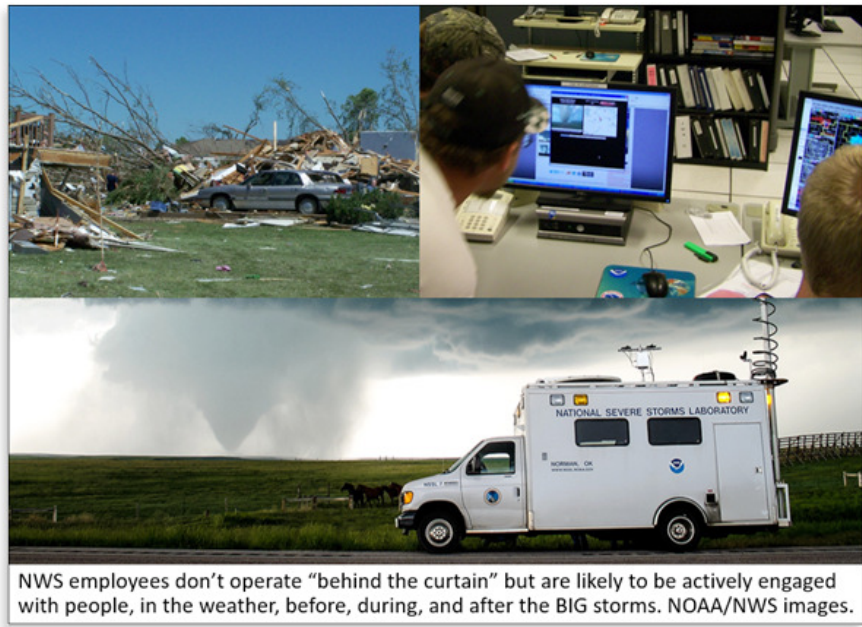 NATIONAL SEVERE STORMS LABORATORY
NORMAN, OK
NWS employees don't operate “behind the curtain” but are likely to be actively engaged
with people, in the weather, before, during, and after the BIG storms. NOAA/NWS images.